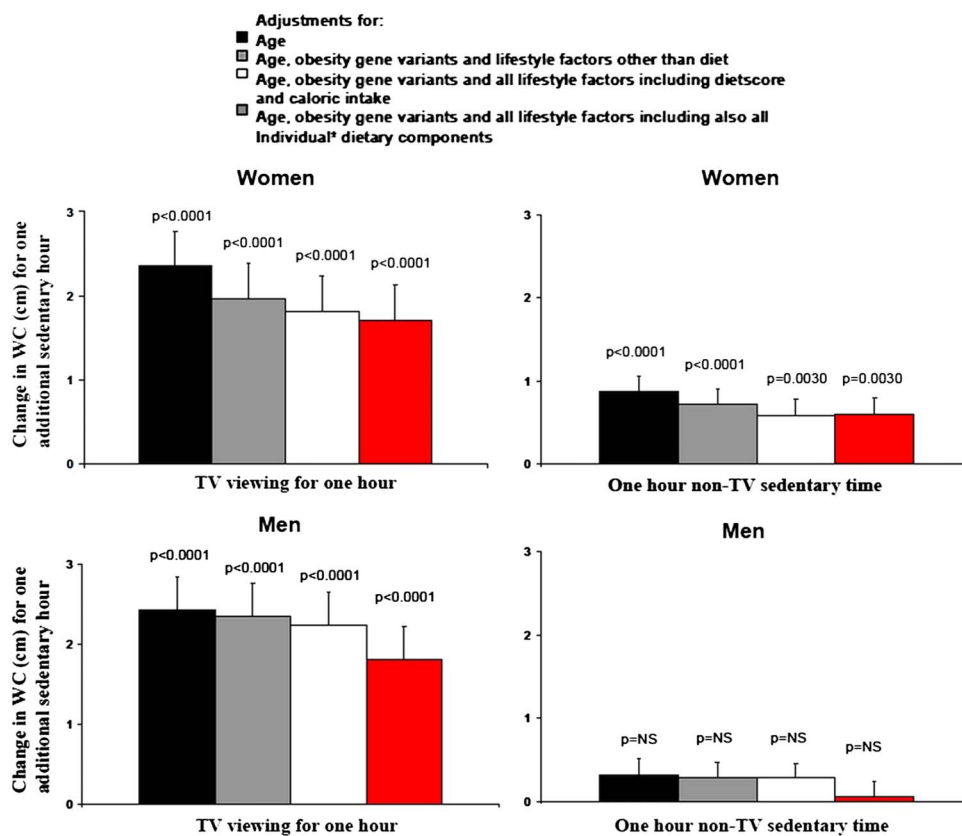 Adjustments for:
Age
Age, obesity gene variants and lifestyle factors other than diet
Age, obesity gene variants and all lifestyle factors including dietscore
and caloric intake
Age, obesity gene variants and all lifestyle factors including also all
Individual* dietary components
Women
Change in WC (cm) for one
additional sedentary hour
3
2
1
0
p<0.0001
p<0.0001
p<0.0001
p<0.0001
TV viewing for one hour
Women
3
2
1
0
p<0.0001
p<0.0001
p=0.0030
p=0.0030
One hour non-TV sedentary time
Men
Change in WC (cm) for one
additional sedentary hour
3
2
1
0
p<0.0001
p<0.0001
p<0.0001
p<0.0001
TV viewing for one hour
Men
3
2
1
0
p=NS
p=NS
p=NS
p=NS
One hour non-TV sedentary time